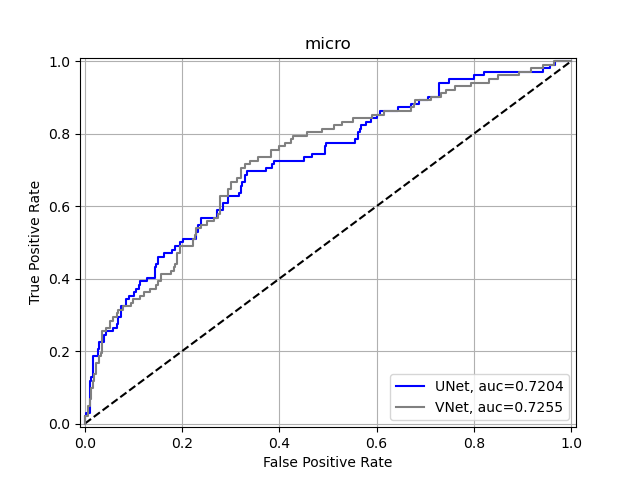 micro
True Positive Rate
1.0
0.8
0.6
0.4
0.2
0.0
UNet, auc=0.7204
VNet, auc=0.7255
0.0 0.2 0.4 0.6 0.8 1.0
False Positive Rate